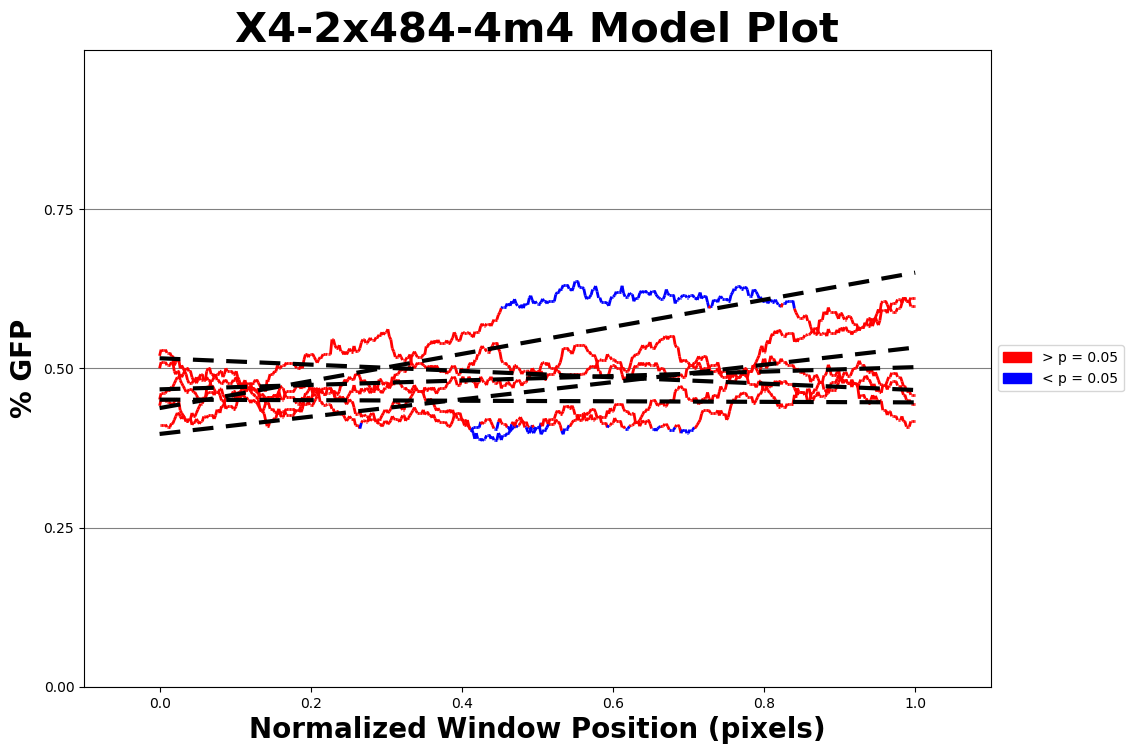 X4-2x484-4m4 Model Plot
% GFP
0.75
0.50
0.25
0.00
0.0 0.2 0.4 0.6 0.8 1.0
Normalized Window Position (pixels)
> p = 0.05
< p = 0.05